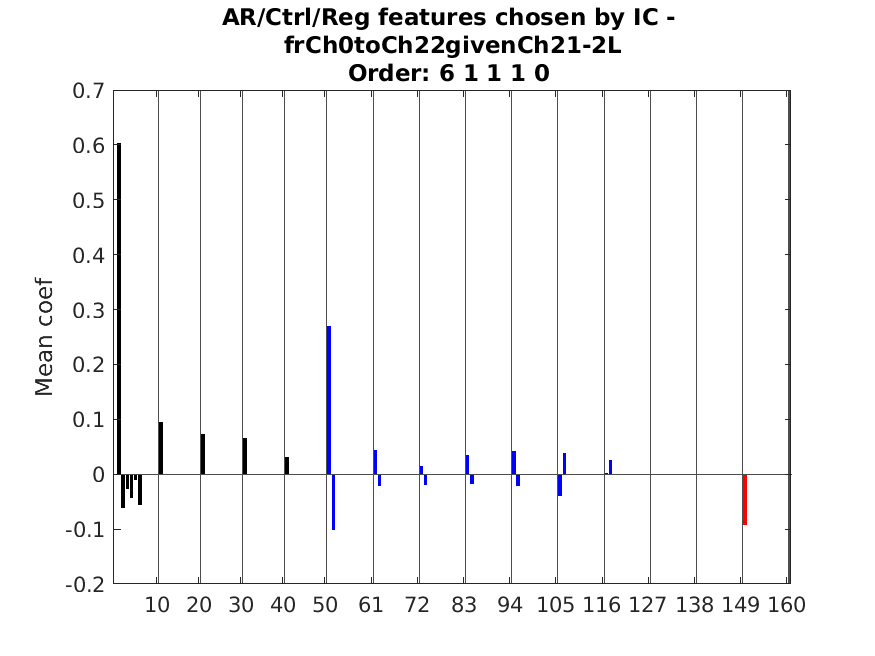 AR/Ctrl/Reg features chosen by IC -
frCh0toCh22givenCh21-2L
Order: 6 1 1 1 0
0.7
0.6
0.5
0.4
0.3
0.2
0.1
0
-0.1
-0.2
Mean coef
10 20 30 40 50 61 72 83 94 105 116 127 138 149 160